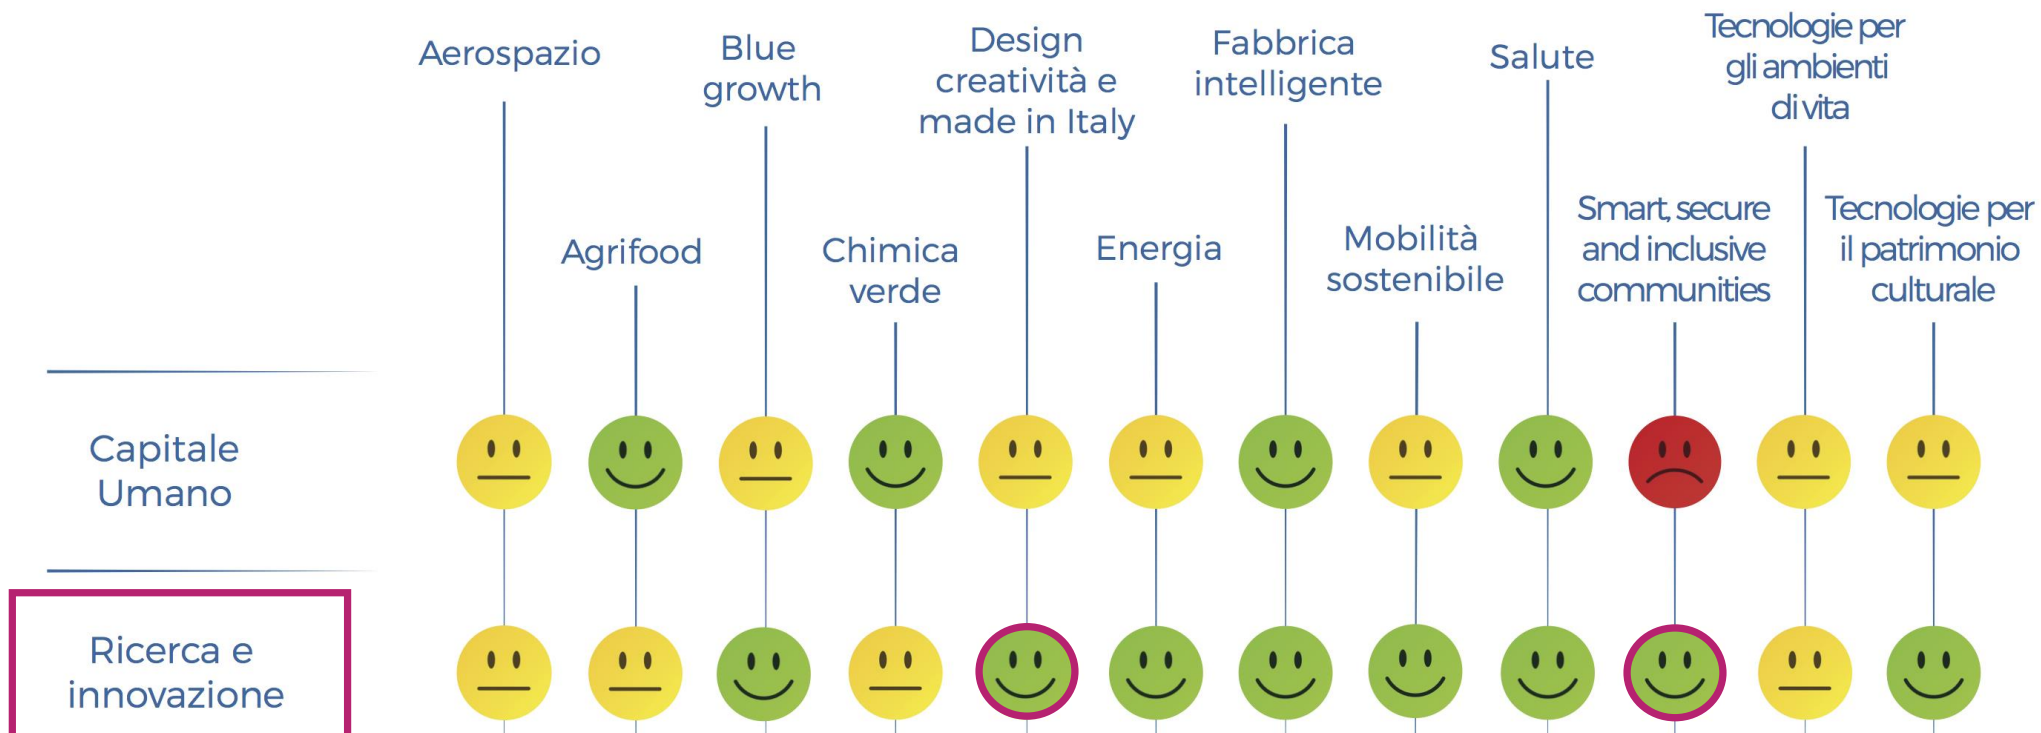 Aerospazio
Blue
growth
Design
creatività e
made in Italy
Fabbrica
intelligente
Salute
Tecnologie per
gli ambienti
di vita
Agrifood
Chimica
verde
Energia
Mobilità
sostenibile
Smart, secure
and inclusive
communities
Tecnologie per
il patrimonio
culturale
Capitale
Umano
Ricerca e
innovazione